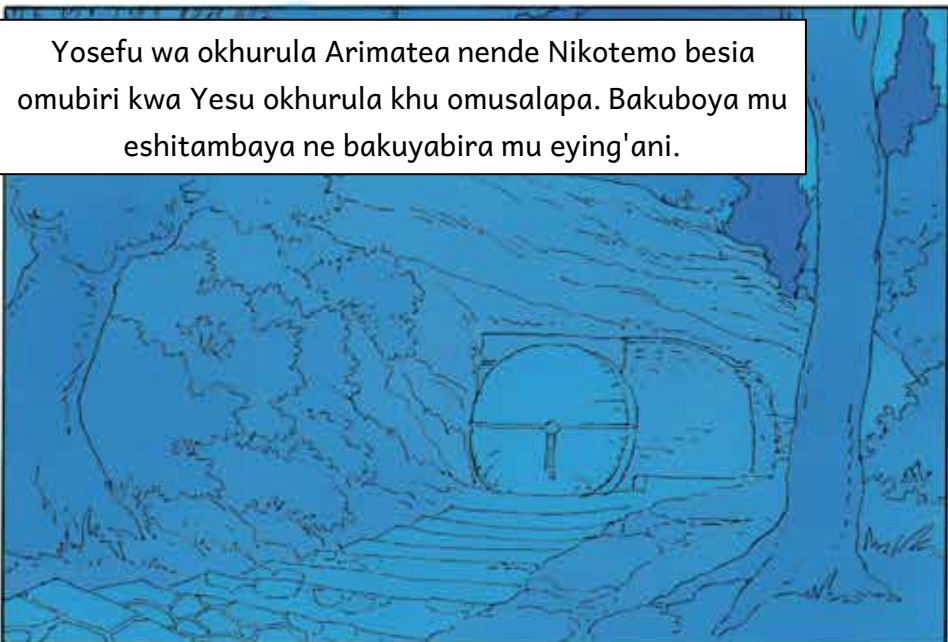 Yosefu wa okhurula Arimatea nende Nikotemo besia
omubiri kwa Yesu okhurula khu omusalapa. Bakuboya mu
eshitambaya ne bakuyabira mu eying'ani.